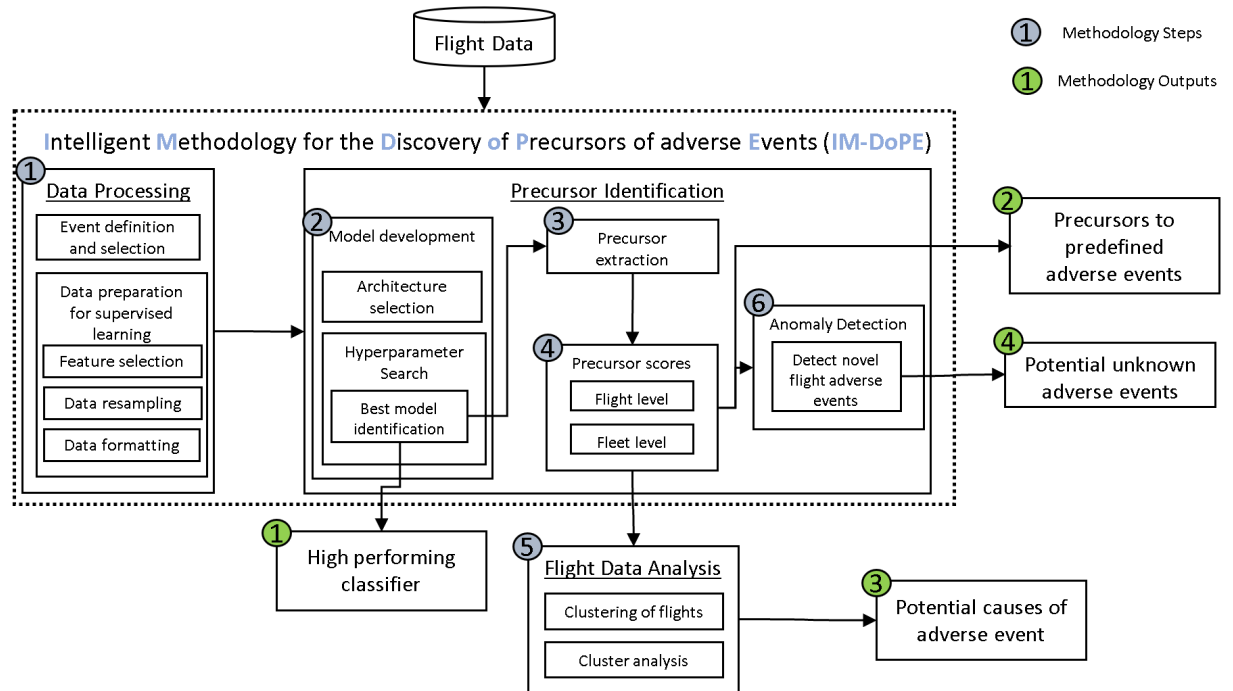 Flight Data
1 Methodology Steps
1 Methodology Outputs
Intelligent Methodology for the Discovery of Precursors of adverse Events (IM-DoPE)
1
Data Processing
Event definition
and selection
Data preparation
for supervised
learning
Feature selection
Data resampling
Data formatting
Precursor Identification
2
Model development
Architecture
selection
Hyperparameter
Search
Best model
identification
3
Precursor
extraction
4
Precursor scores
Flight level
Fleet level
6
Anomaly Detection
Detect novel
flight adverse
events
2
Precursors to
predefined
adverse events
4
Potential unknown
adverse events
1
High performing
classifier
5
Flight Data Analysis
Clustering of flights
Cluster analysis
3
Potential causes of
adverse event